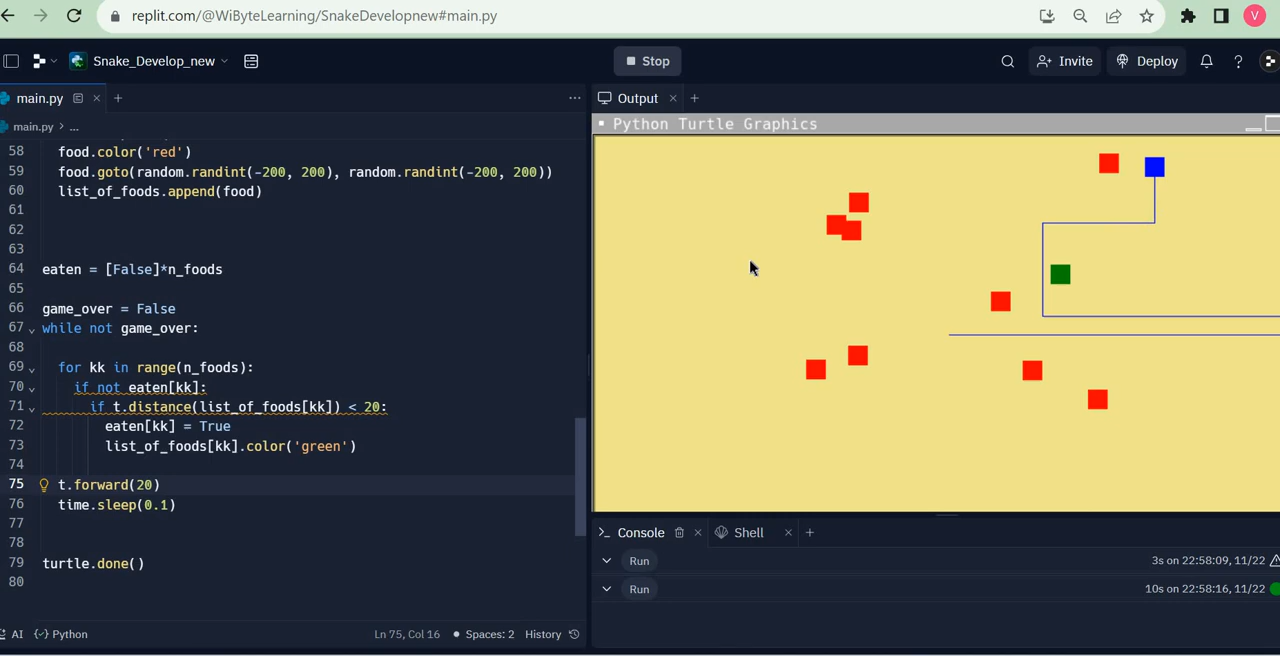 replit.com/@WiByteLearning/SnakeDevelopnew#main.py
V
Snake_Develop_new
Stop
Invite
Deploy
main.py
Output
main.py > ...
Python Turtle Graphics
58 food.color('red')
59 food.goto(random.randint(-200, 200), random.randint(-200, 200))
60 list_of_foods.append(food)
61
62
63
64 eaten = [False]*n_foods
65
66 game_over = False
67 while not game_over:
68
69 for kk in range(n_foods):
70 if not eaten[kk]:
71 if t.distance(list_of_foods[kk]) < 20:
72 eaten[kk] = True
73 list_of_foods[kk].color('green')
74
75 t.forward(20)
76 time.sleep(0.1)
77
78
79 turtle.done()
80
Console
Shell
Run
3s on 22:58:09, 11/22
Run
10s on 22:58:16, 11/22
AI
Python
Ln 75, Col 16
Spaces: 2
History